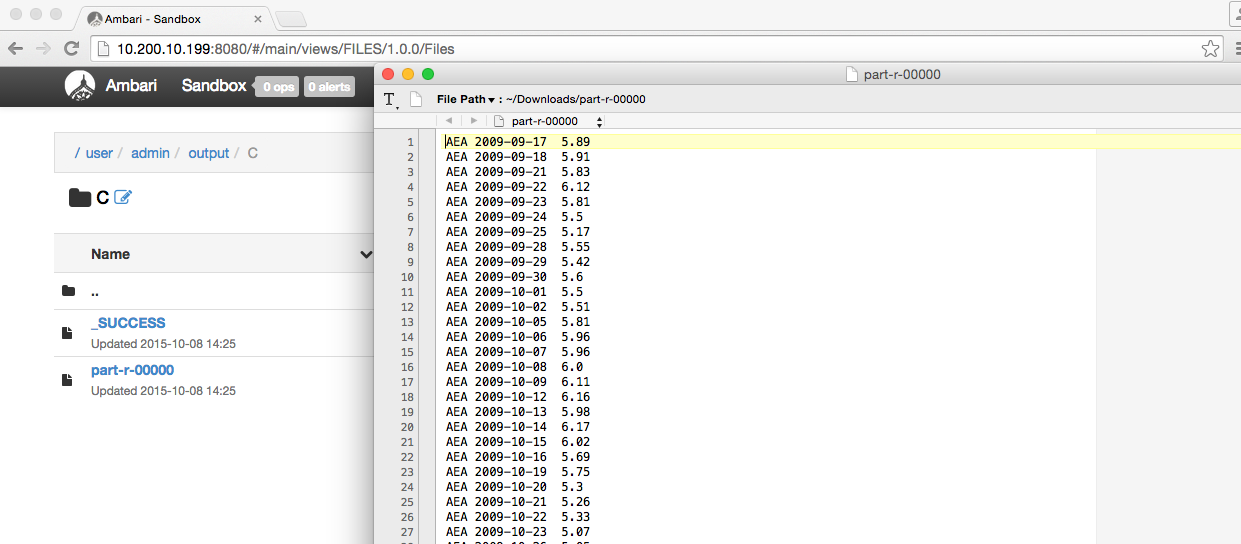 Ambari - Sandbox
10.200.10.199:8080/#/main/views/FILES/1.0.0/Files
Ambari Sandbox 0 ops 0 alerts
/ user / admin / output / C
C
Name
..
_SUCCESS
Updated 2015-10-08 14:25
part-r-00000
Updated 2015-10-08 14:25
part-r-00000
File Path ▾ : ~/Downloads/part-r-00000
part-r-00000
1 AEA 2009-09-17 5.89
2 AEA 2009-09-18 5.91
3 AEA 2009-09-21 5.83
4 AEA 2009-09-22 6.12
5 AEA 2009-09-23 5.81
6 AEA 2009-09-24 5.5
7 AEA 2009-09-25 5.17
8 AEA 2009-09-28 5.55
9 AEA 2009-09-29 5.42
10 AEA 2009-09-30 5.6
11 AEA 2009-10-01 5.5
12 AEA 2009-10-02 5.51
13 AEA 2009-10-05 5.81
14 AEA 2009-10-06 5.96
15 AEA 2009-10-07 5.96
16 AEA 2009-10-08 6.0
17 AEA 2009-10-09 6.11
18 AEA 2009-10-12 6.16
19 AEA 2009-10-13 5.98
20 AEA 2009-10-14 6.17
21 AEA 2009-10-15 6.02
22 AEA 2009-10-16 5.69
23 AEA 2009-10-19 5.75
24 AEA 2009-10-20 5.3
25 AEA 2009-10-21 5.26
26 AEA 2009-10-22 5.33
27 AEA 2009-10-23 5.07